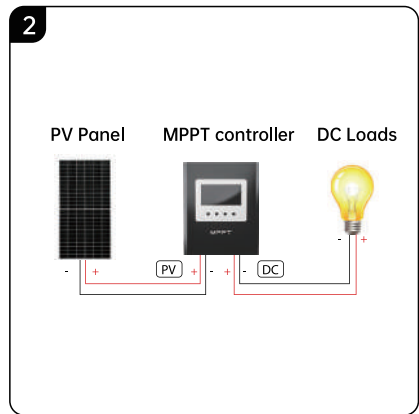 2
PV Panel MPPT controller DC Loads
MPPT
- +
- + PV + - + - DC